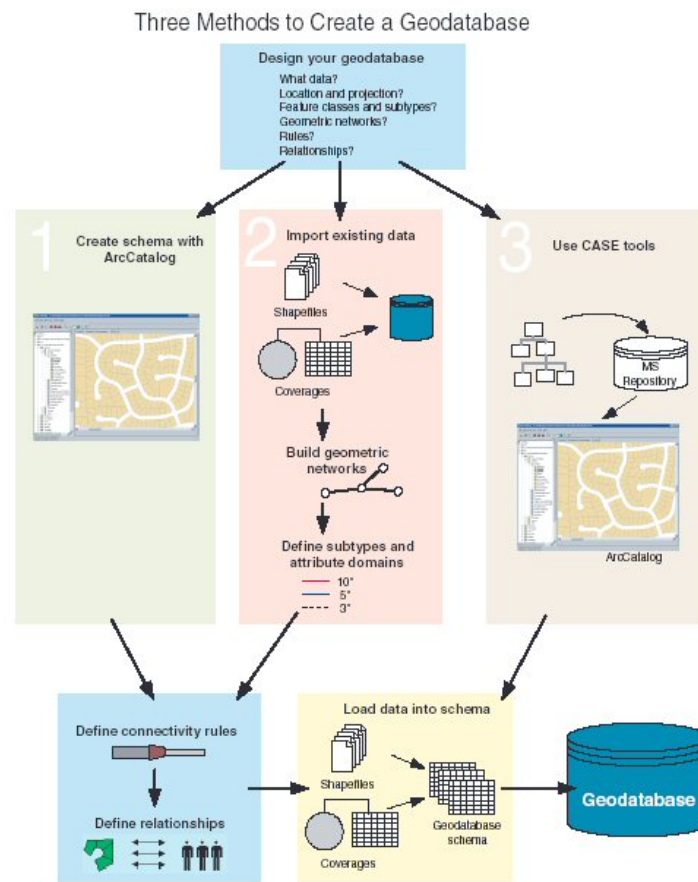 Three Methods to Create a Geodatabase
Design your geodatabase
What data?
Location and projection?
Feature classes and subtypes?
Geometric networks?
Rules?
Relationships?
1
Create schema with
ArcCatalog
2
Import existing data
Shapefiles
Coverages
Build geometric
networks
Define subtypes and
attribute domains
10"
5"
3"
3
Use CASE tools
MS
Repository
ArcCatalog
Define connectivity rules
Define relationships
Load data into schema
Shapefiles
Coverages
Geodatabase
schema
Geodatabase